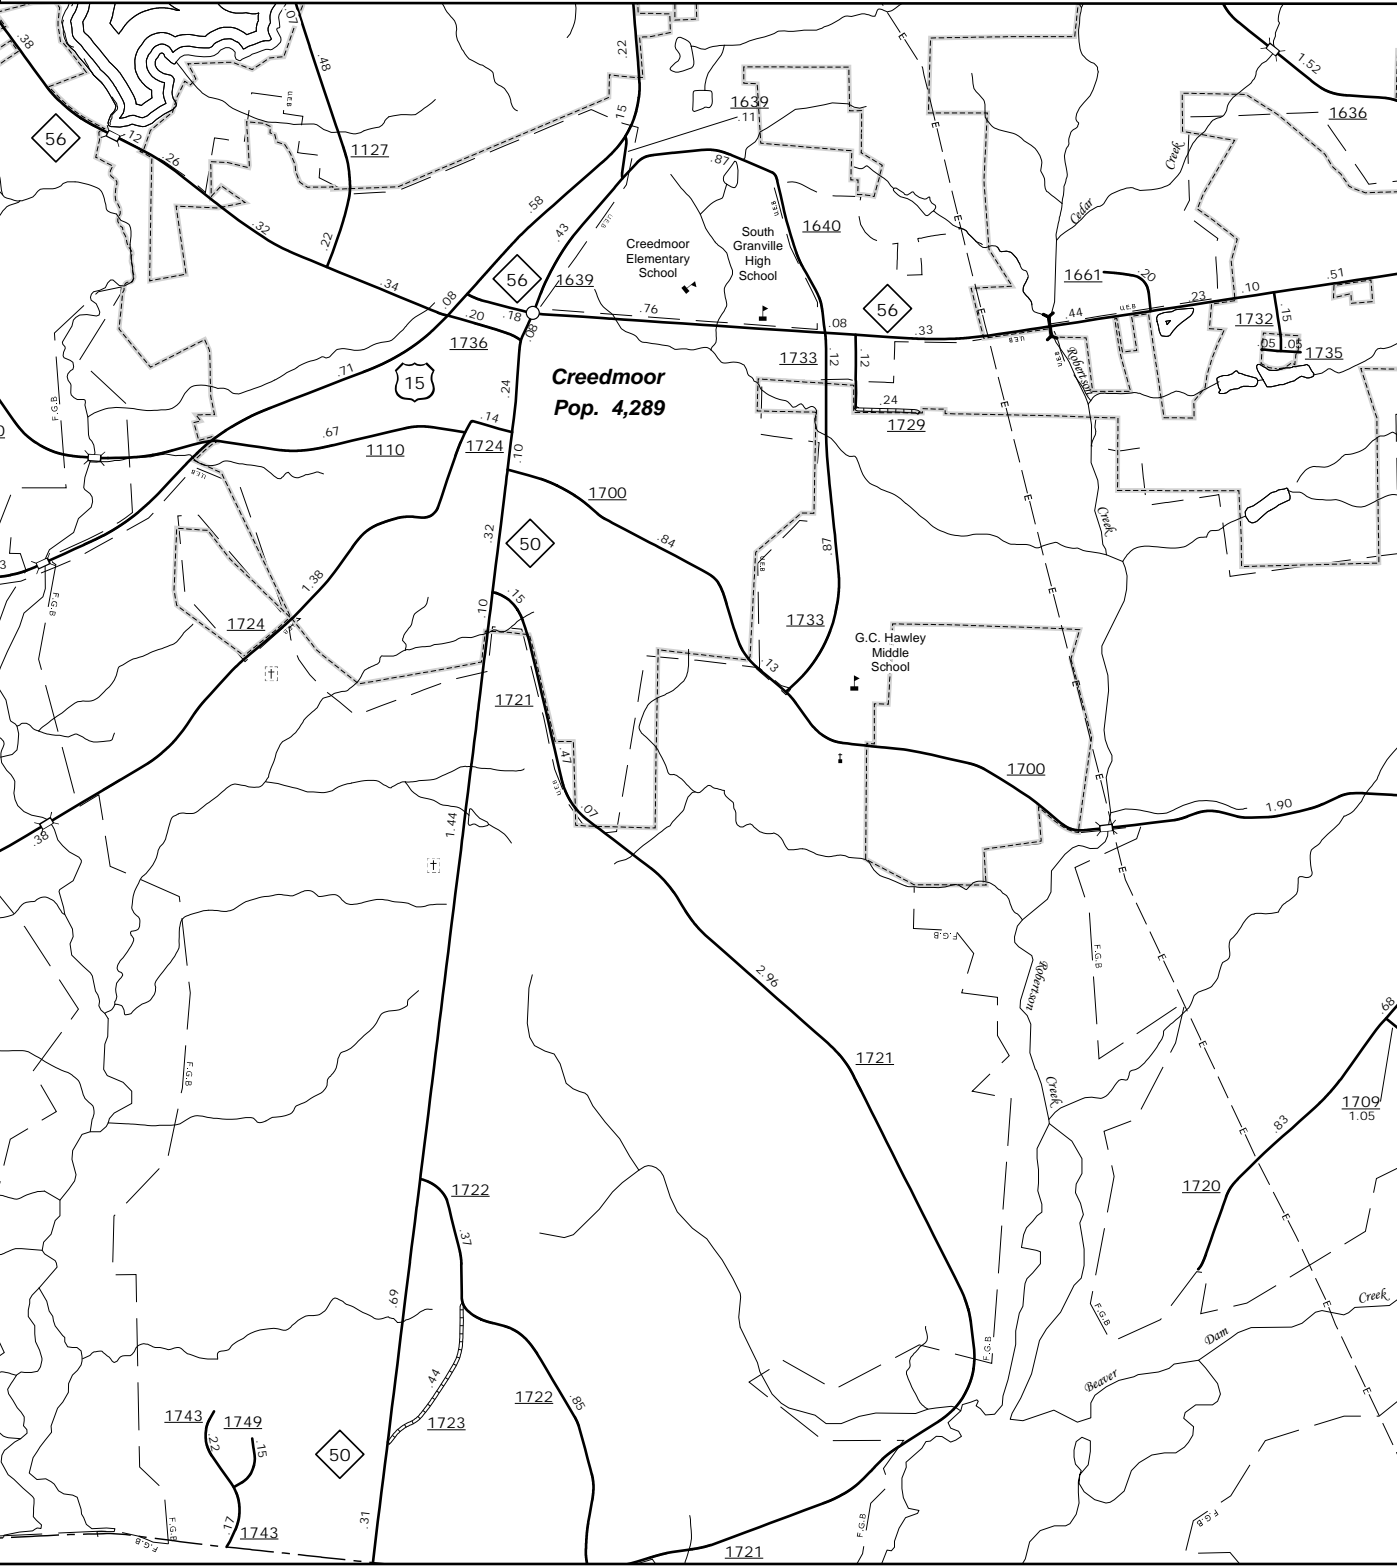 .38
.07
.48
.22
1.52
56
.12
.26
U.E.B
1127
.15
1639
.11
E
1636
Creek
.32
.22
.58
.43
U.E.B
.87
U.E.B
1640
Cedar
Creedmoor
Elementary
School
South
Granville
High
School
E
.34
.08
56
1639
1661
.20
.51
.20
.18
.08
.76
56
.08
.33
.44
U.E.B
.23
.10
.15
1732
1736
U.E.B
U.E.B
1733
.12
.12
.05
.05
1735
.71
15
.24
Creedmoor
Pop. 4,289
Robertson
F.G.B
.24
1729
E
0
.67
1110
.14
1724
.10
U.E.B
1700
.32
50
.84
.87
E
Creek
3
F.G.B
1.38
U.E.B
.10
.15
1724
1733
E
G.C. Hawley
Middle
School
.13
E
1721
.47
U.E.B
.07
1700
E
1.90
.38
1.44
E
F.G.B
F.G.B
E
2.96
Robertson
1721
.68
E
F.G.B
Creek
1709
1.05
.83
E
1722
1720
.37
.69
F.G.B
E
Creek
Dam
F.G.B
.44
Beaver
E
1722
.85
1743
1749
1723
.22
.15
50
.31
.17
1743
F.G.B
F.G.B
F.G.B
F.G.B
1721